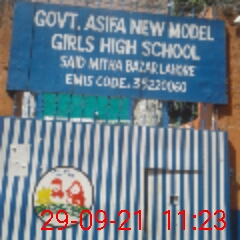 GOVT. ASIFA NEW MODEL
GIRLS HIGH SCHOOL
SAID MITHA BAZAR LAHORE
EMIS CODE. 35220060
29-09-21 11:23